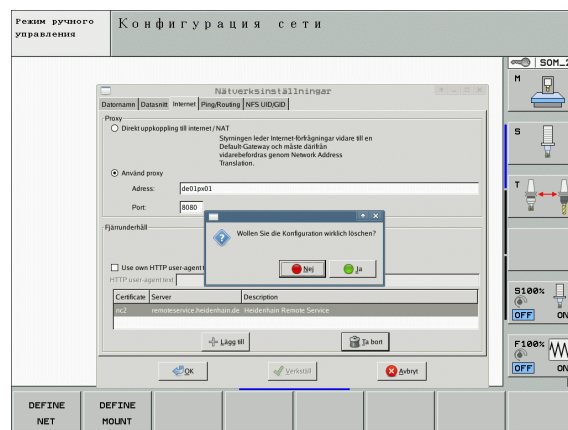 Режим ручного
управления
Конфигурация сети
SOM_2
Nätverksinställningar
Datornamn Datasnitt Internet Ping/Routing NFS UID/GID
Proxy
Direkt uppkoppling till internet / NAT
Styrningen leder Internet-förfrägningar vidare till en
Default-Gateway och måste därifrån
vidarebefordras genom Network Address
Translation.
Använd proxy
Adress: de01px01
Port: 8080
Fjärrunderhåll
Wollen Sie die Konfiguration wirklich löschen?
Nej Ja
Use own HTTP user-agent t
HTTP user-agent text
Certificate Server Description
nc2 remoteservice.heidenhain.de Heidenhain Remote Service
Lägg till Ta bort
OK Verkställ Avbryt
M
S
T
S100%
OFF ON
F100%
OFF ON
DEFINE
NET
DEFINE
MOUNT